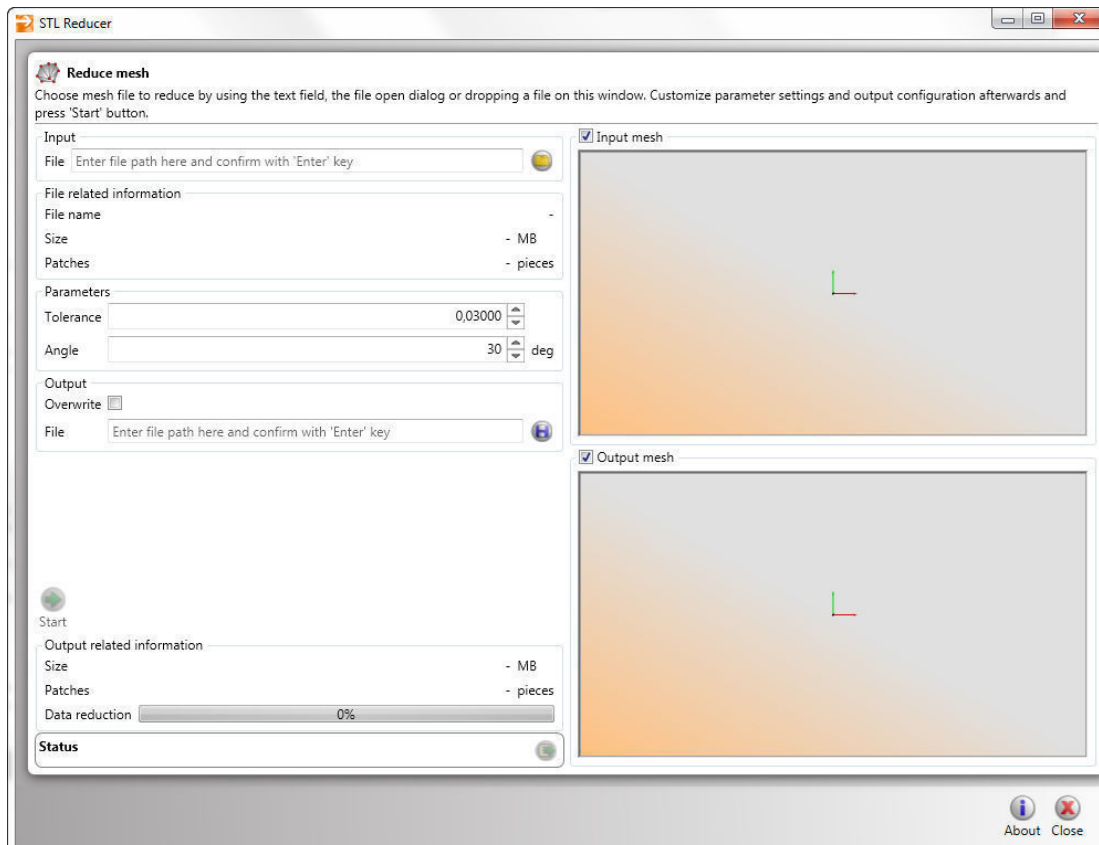 STL Reducer
Reduce mesh
Choose mesh file to reduce by using the text field, the file open dialog or dropping a file on this window. Customize parameter settings and output configuration afterwards and
press 'Start' button.
Input
File Enter file path here and confirm with 'Enter' key
File related information
File name -
Size - MB
Patches - pieces
Parameters
Tolerance 0,03000
Angle 30 deg
Output
Overwrite
File Enter file path here and confirm with 'Enter' key
Start
Output related information
Size - MB
Patches - pieces
Data reduction 0%
Status
Input mesh
Output mesh
About Close